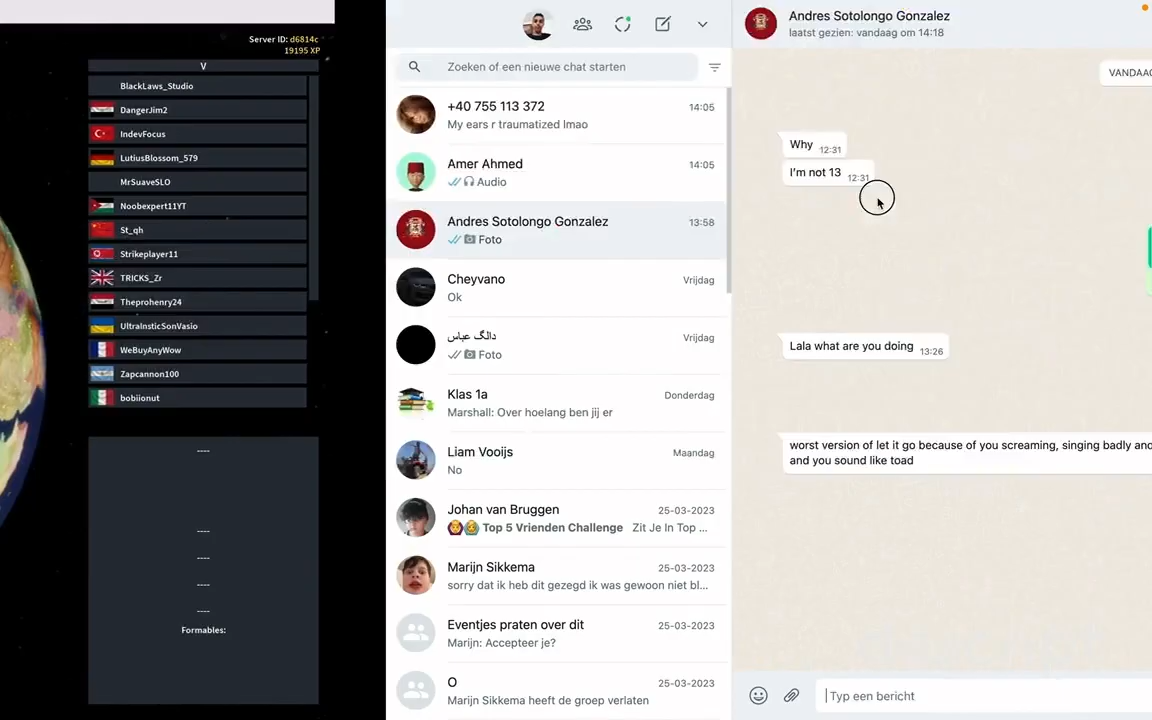 Server ID: d6814c
19195 XP
V
BlackLaws_Studio
DangerJim2
IndevFocus
LutiusBlossom_579
MrSuaveSLO
Noobexpert11YT
St_qh
Strikeplayer11
TRICKS_Zr
Theprohenry24
UltraInsticSonVasio
WeBuyAnyWow
Zapcannon100
bobiionut
----
----
----
----
----
Formables:
Zoeken of een nieuwe chat starten
+40 755 113 372
14:05
My ears r traumatized lmao
Amer Ahmed
14:05
Audio
Andres Sotolongo Gonzalez
13:58
Foto
Cheyvano
Vrijdag
Ok
دالگ عباس
Vrijdag
Foto
Klas 1a
Donderdag
Marshall: Over hoelang ben jij er
Liam Vooijs
Maandag
No
Johan van Bruggen
25-03-2023
Top 5 Vrienden Challenge Zit Je In Top ...
Marijn Sikkema
25-03-2023
sorry dat ik heb dit gezegd ik was gewoon niet bl...
Eventjes praten over dit
25-03-2023
Marijn: Accepteer je?
O
25-03-2023
Marijn Sikkema heeft de groep verlaten
Andres Sotolongo Gonzalez
laatst gezien: vandaag om 14:18
VANDAAG
Why 12:31
I'm not 13 12:31
Lala what are you doing 13:26
worst version of let it go because of you screaming, singing badly and
and you sound like toad
Typ een bericht